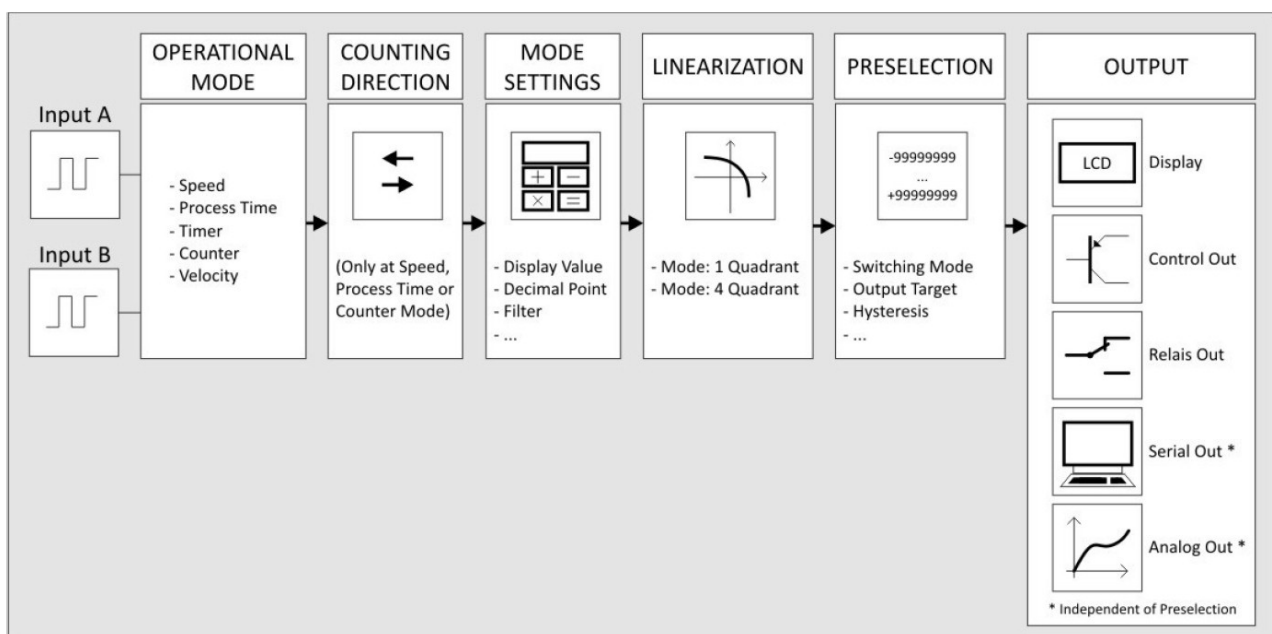 Input A
Input B
OPERATIONAL
MODE
- Speed
- Process Time
- Timer
- Counter
- Velocity
COUNTING
DIRECTION
(Only at Speed,
Process Time or
Counter Mode)
MODE
SETTINGS
+
−
×
=
- Display Value
- Decimal Point
- Filter
- ...
LINEARIZATION
- Mode: 1 Quadrant
- Mode: 4 Quadrant
PRESELECTION
-99999999
...
+99999999
- Switching Mode
- Output Target
- Hysteresis
- ...
OUTPUT
LCD
Display
Control Out
Relais Out
Serial Out *
Analog Out *
* Independent of Preselection